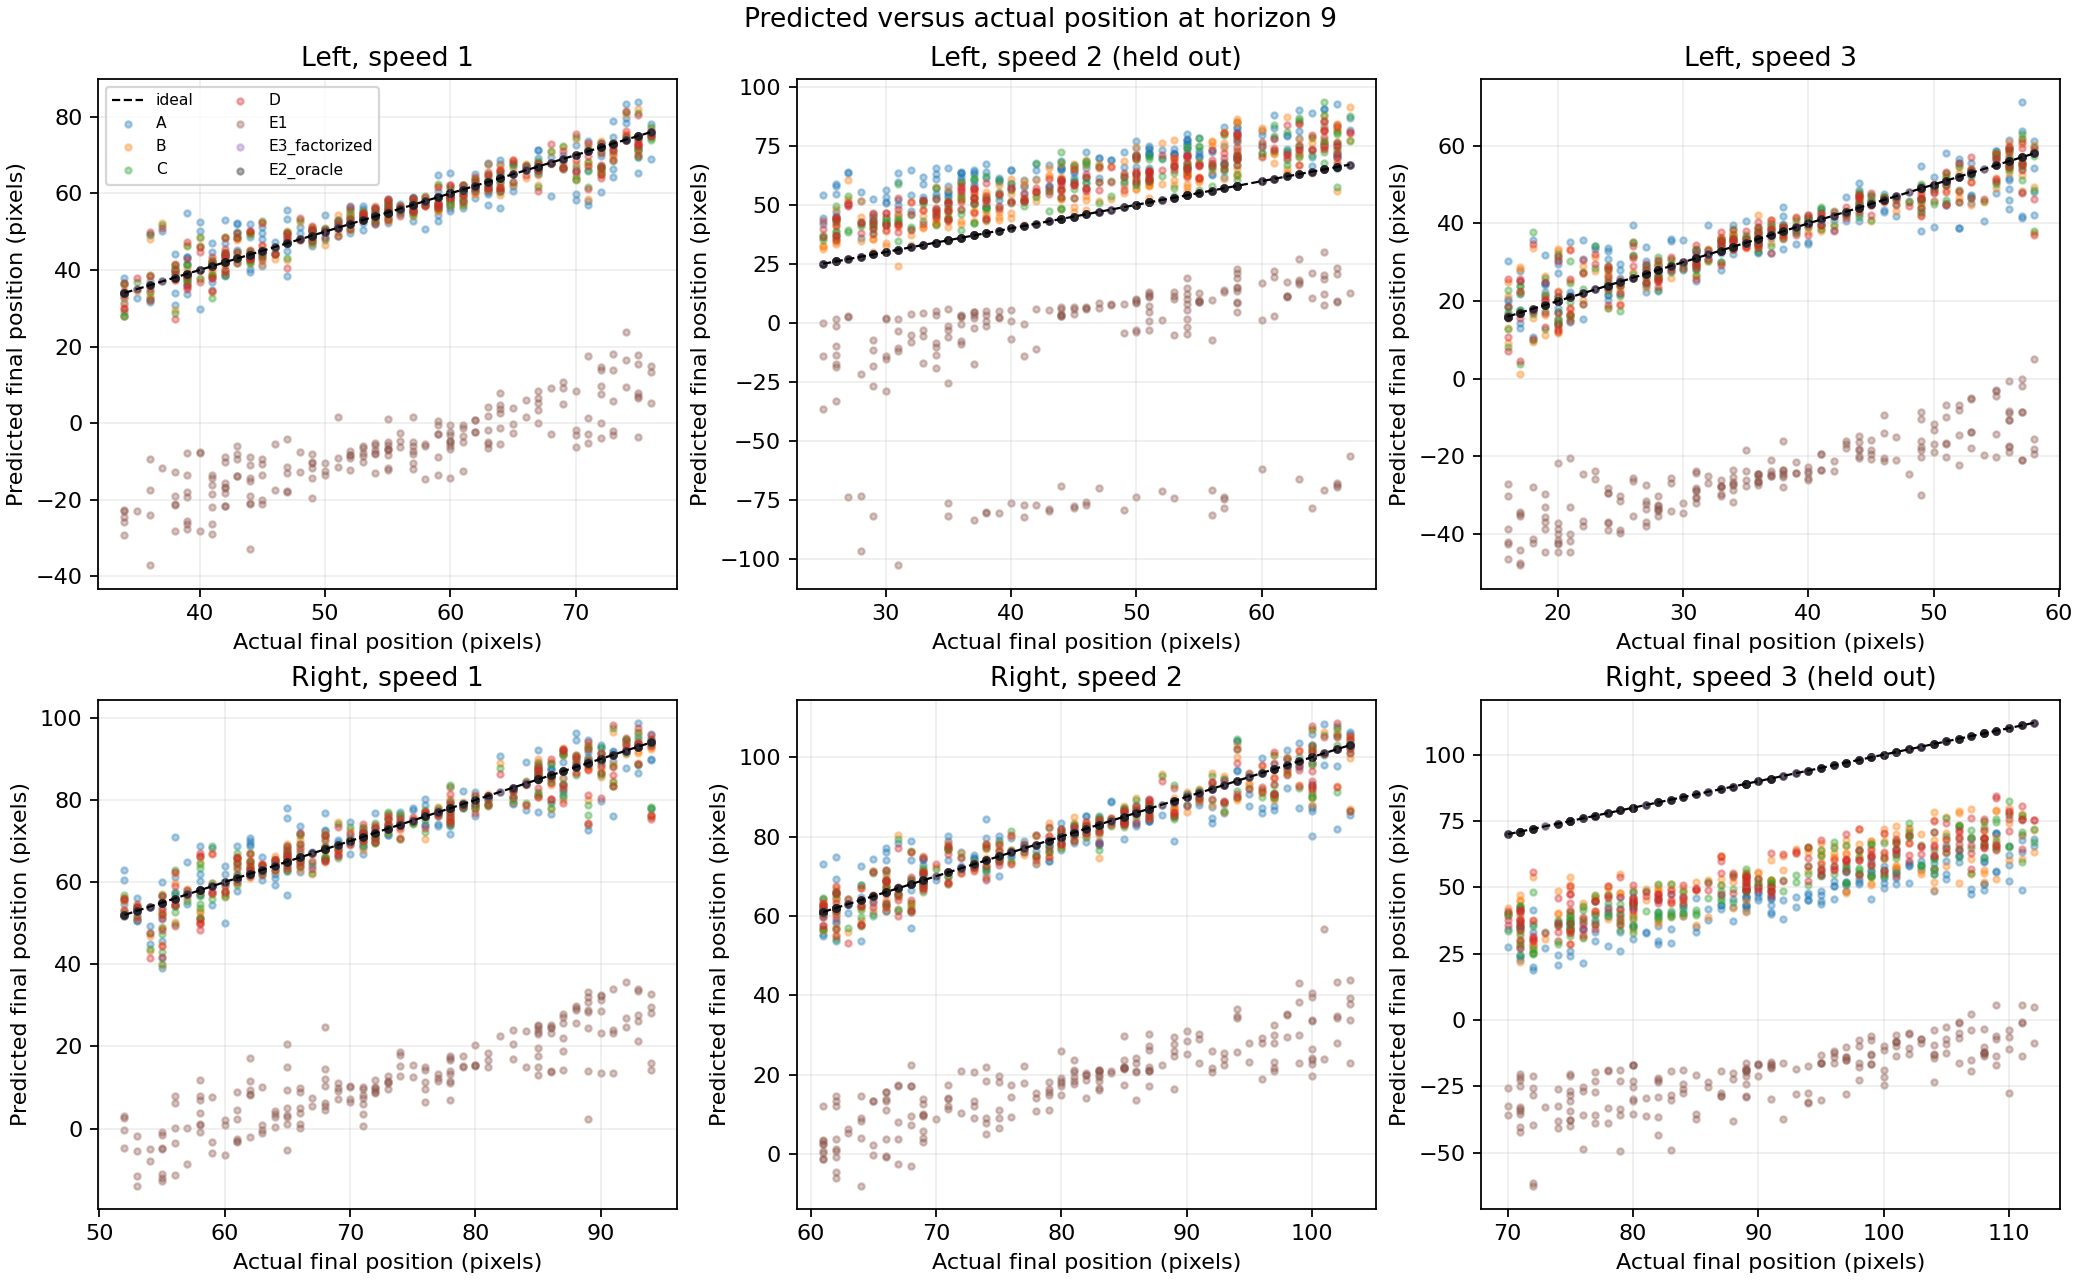 Predicted versus actual position at horizon 9
Left, speed 1
80
60
40
20
0
−20
−40
Predicted final position (pixels)
ideal
A
B
C
D
E1
E3_factorized
E2_oracle
40 50 60 70
Actual final position (pixels)
Left, speed 2 (held out)
100
75
50
25
0
−25
−50
−75
−100
Predicted final position (pixels)
30 40 50 60
Actual final position (pixels)
Left, speed 3
60
40
20
0
−20
−40
Predicted final position (pixels)
20 30 40 50 60
Actual final position (pixels)
Right, speed 1
100
80
60
40
20
0
Predicted final position (pixels)
50 60 70 80 90
Actual final position (pixels)
Right, speed 2
100
80
60
40
20
0
Predicted final position (pixels)
60 70 80 90 100
Actual final position (pixels)
Right, speed 3 (held out)
100
75
50
25
0
−25
−50
Predicted final position (pixels)
70 80 90 100 110
Actual final position (pixels)